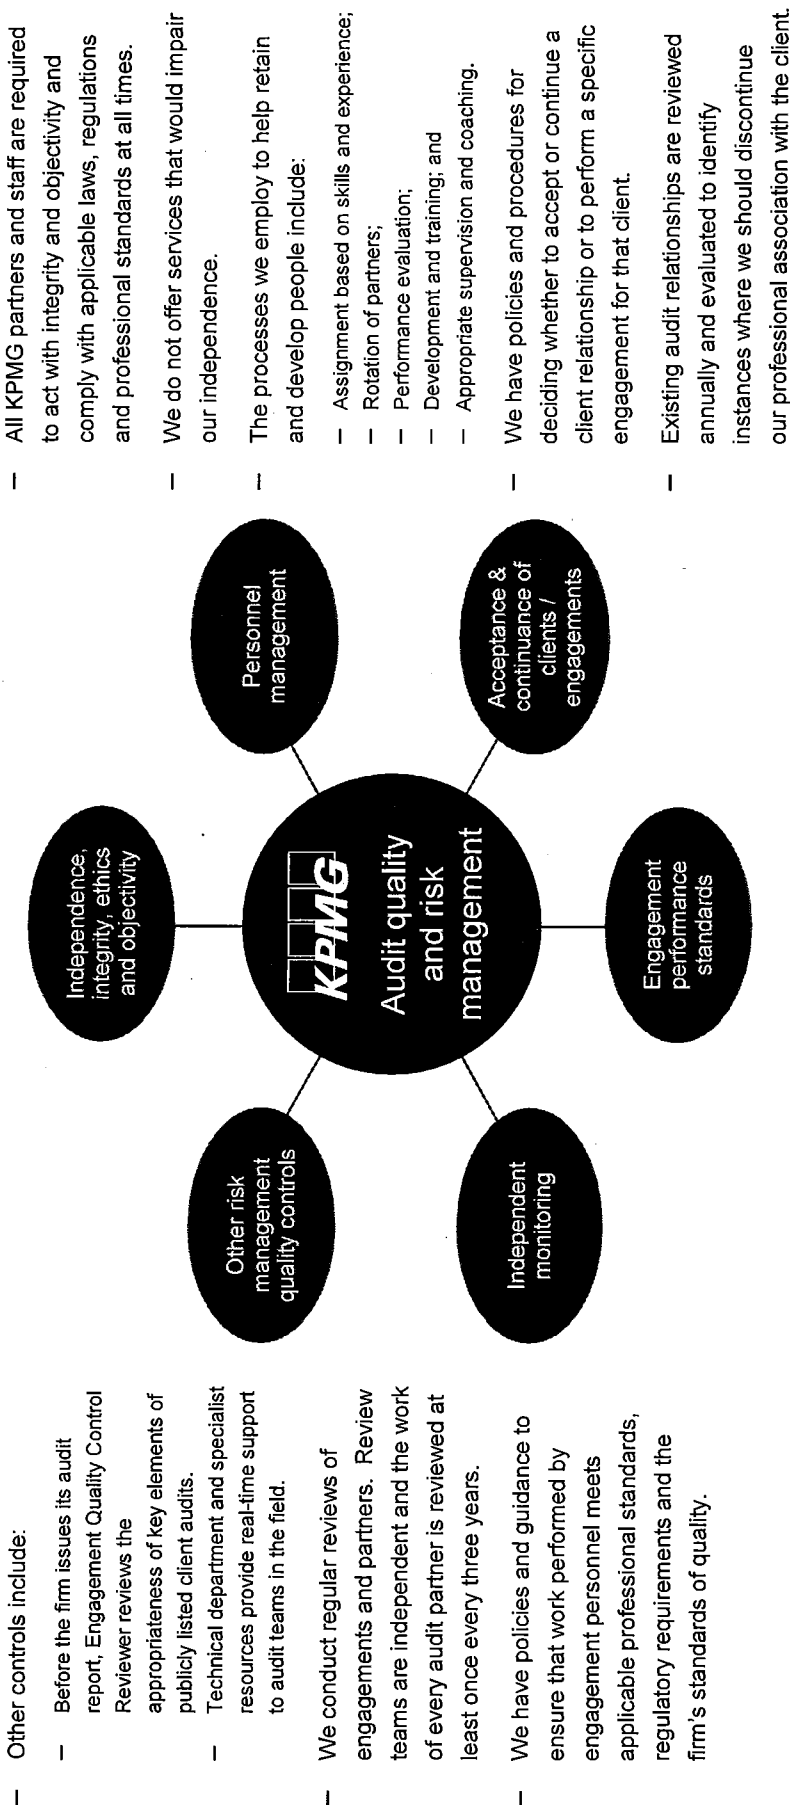 – Other controls include:
– Before the firm issues its audit
report, Engagement Quality Control
Reviewer reviews the
appropriateness of key elements of
publicly listed client audits.
– Technical department and specialist
resources provide real-time support
to audit teams in the field.
– We conduct regular reviews of
engagements and partners. Review
teams are independent and the work
of every audit partner is reviewed at
least once every three years.
– We have policies and guidance to
ensure that work performed by
engagement personnel meets
applicable professional standards,
regulatory requirements and the
firm's standards of quality.
Independence,
integrity, ethics
and objectivity
Other risk
management
quality controls
Personnel
management
KPMG
Audit quality
and risk
management
Independent
monitoring
Acceptance &
continuance of
clients /
engagements
Engagement
performance
standards
– All KPMG partners and staff are required
to act with integrity and objectivity and
comply with applicable laws, regulations
and professional standards at all times.
– We do not offer services that would impair
our independence.
– The processes we employ to help retain
and develop people include:
– Assignment based on skills and experience;
– Rotation of partners;
– Performance evaluation;
– Development and training; and
– Appropriate supervision and coaching.
– We have policies and procedures for
deciding whether to accept or continue a
client relationship or to perform a specific
engagement for that client.
– Existing audit relationships are reviewed
annually and evaluated to identify
instances where we should discontinue
our professional association with the client.